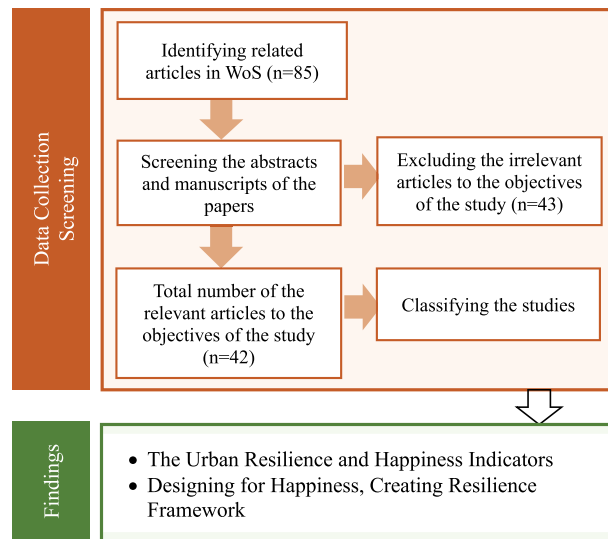 Data Collection
Screening
Identifying related
articles in WoS (n=85)
Screening the abstracts
and manuscripts of the
papers
Excluding the irrelevant
articles to the objectives
of the study (n=43)
Total number of the
relevant articles to the
objectives of the study
(n=42)
Classifying the studies
Findings
• The Urban Resilience and Happiness Indicators
• Designing for Happiness, Creating Resilience
Framework